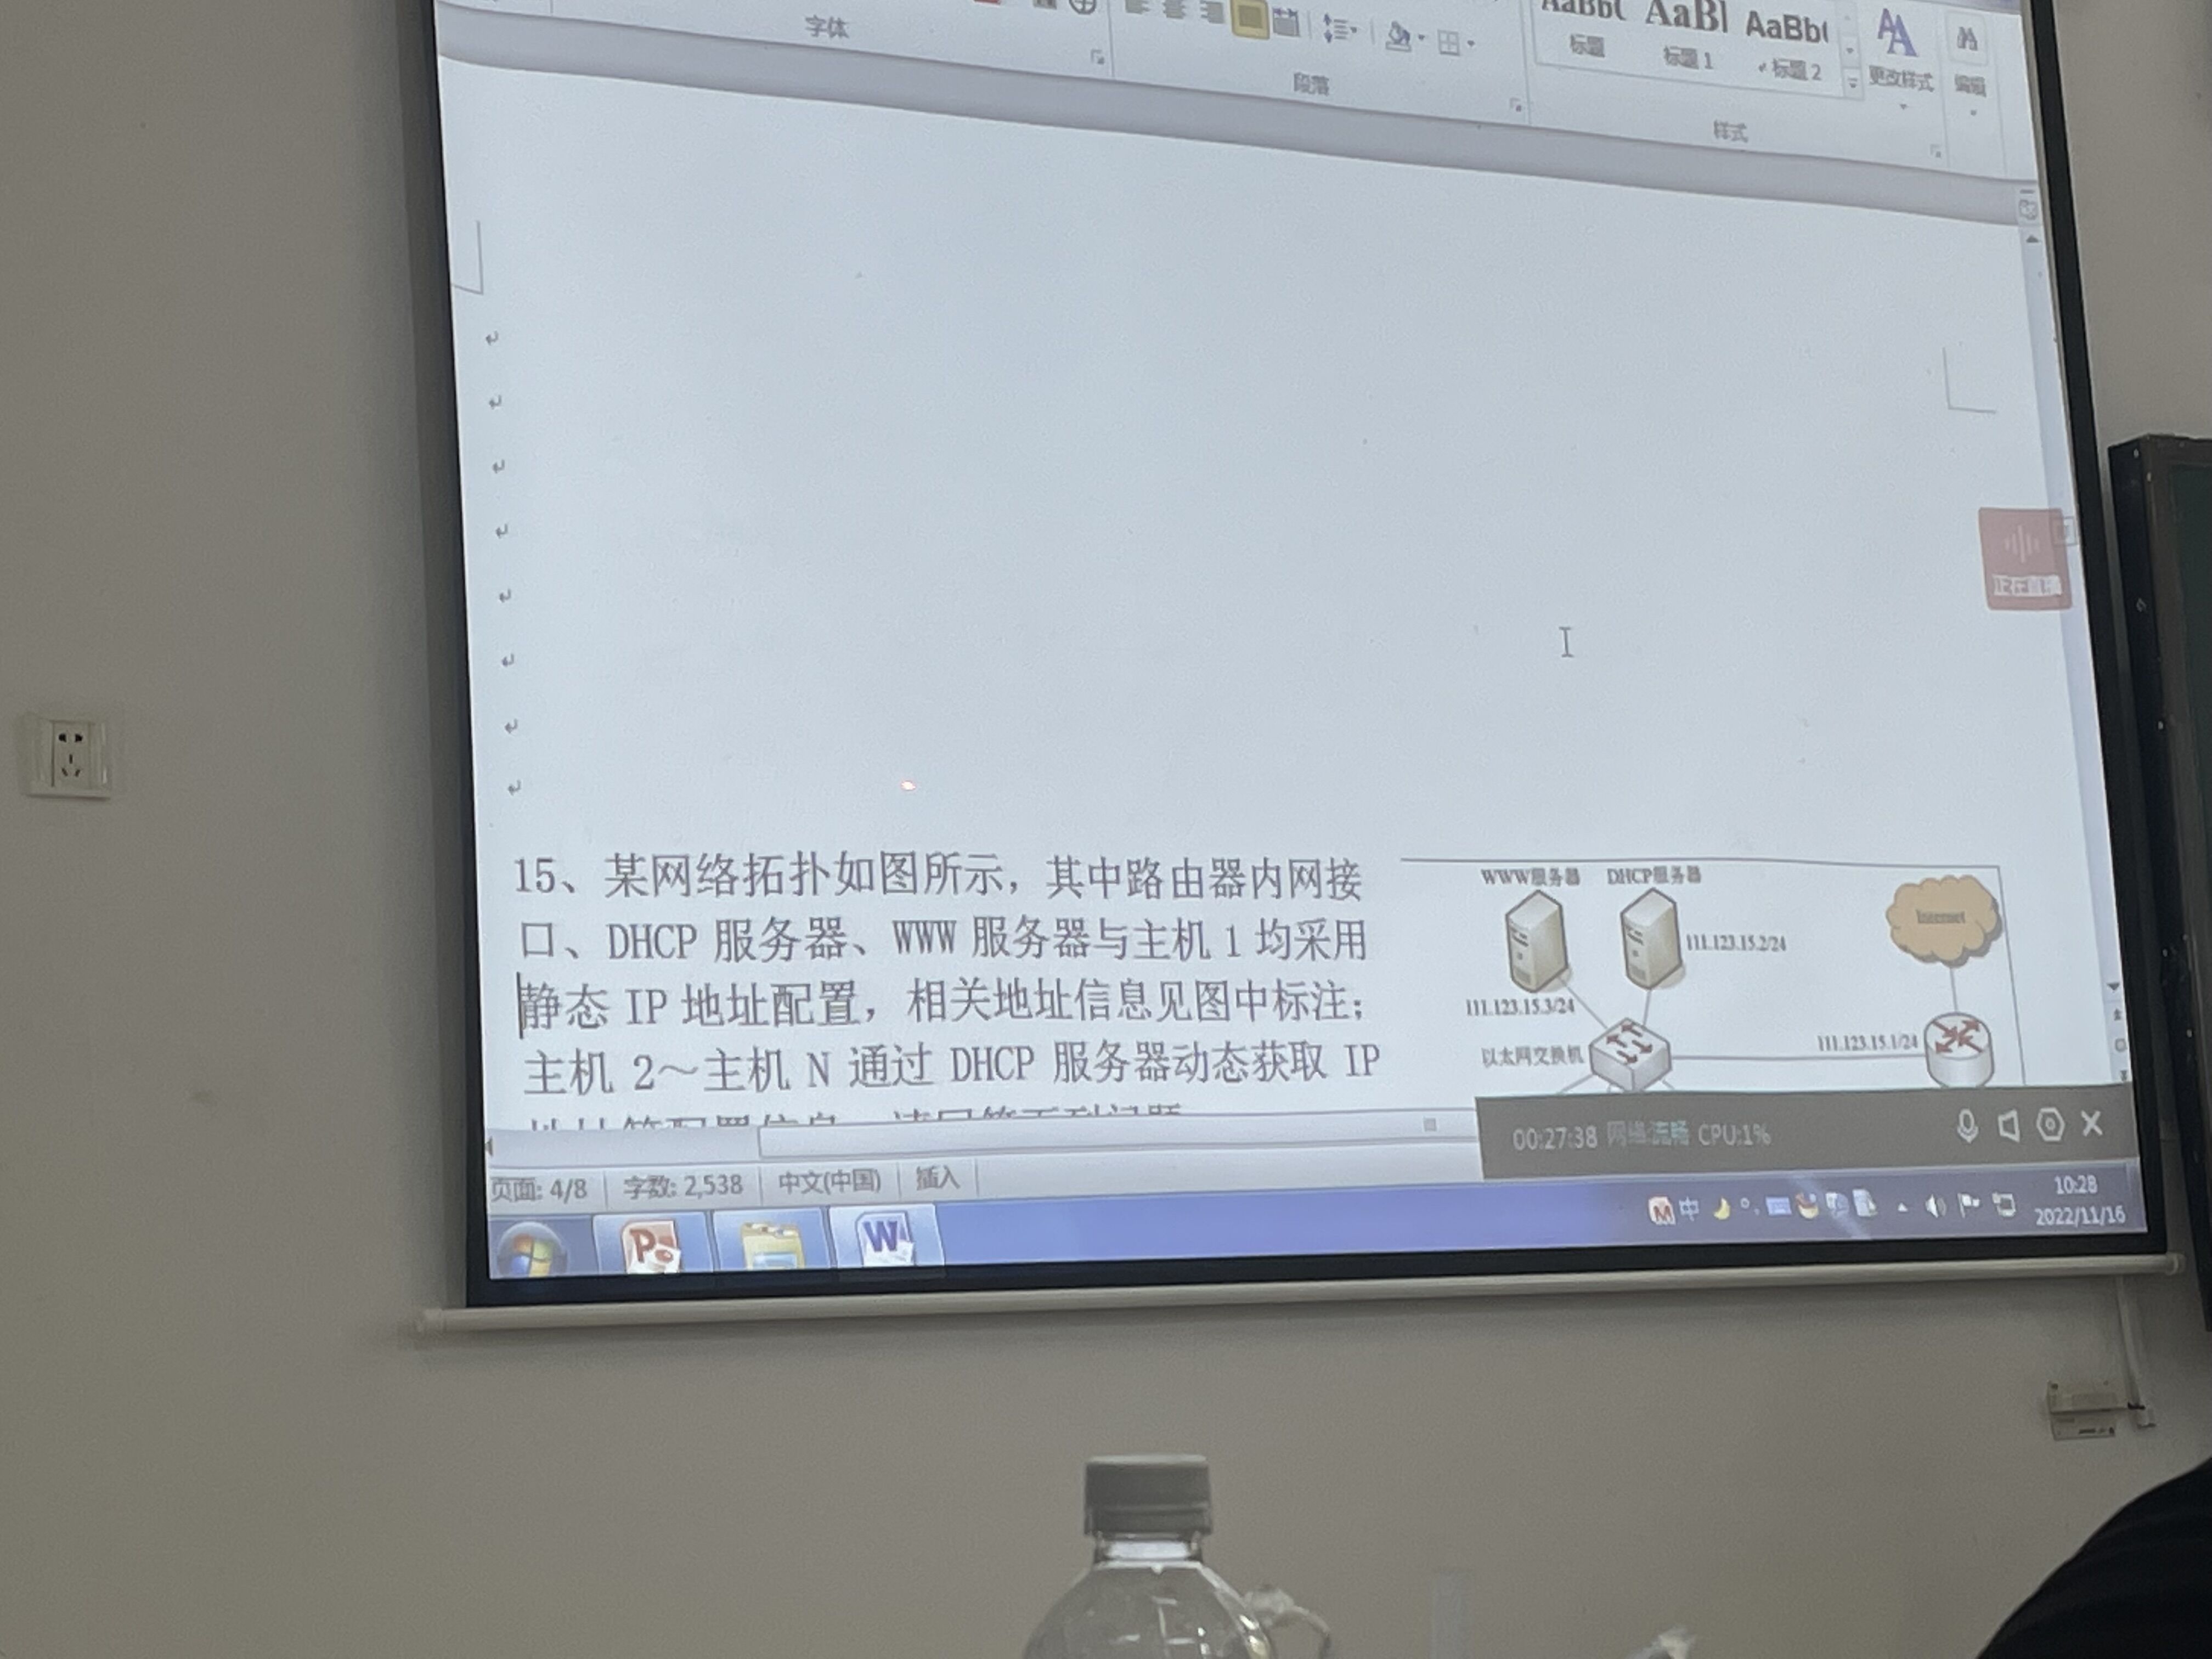 字体
段落
样式
AaBbC AaBl AaBb(
标题
标题 1
标题 2
更改样式
编辑
15、某网络拓扑如图所示，其中路由器内网接
口、DHCP 服务器、WWW 服务器与主机 1 均采用
静态 IP 地址配置，相关地址信息见图中标注；
主机 2～主机 N 通过 DHCP 服务器动态获取 IP
WWW服务器
DHCP服务器
Internet
111.123.15.2/24
111.123.15.3/24
以太网交换机
111.123.15.1/24
00:27:38 网络:流畅 CPU:1%
页面: 4/8
字数: 2,538
中文(中国)
插入
中
10:28
2022/11/16